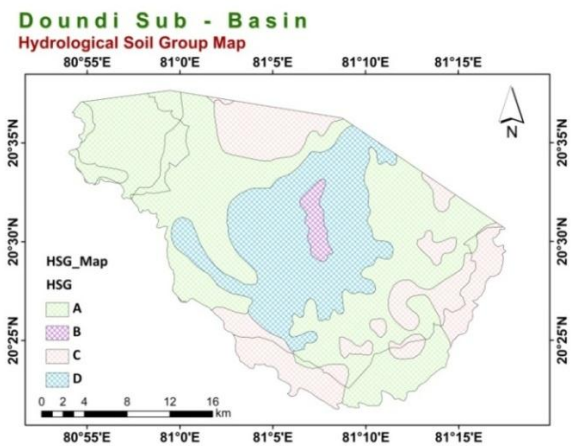 Doundi Sub - Basin
Hydrological Soil Group Map
80°55'E 81°0'E 81°5'E 81°10'E 81°15'E
N
20°35'N 20°35'N
20°30'N 20°30'N
20°25'N 20°25'N
HSG_Map
HSG
A
B
C
D
0 2 4 8 12 16
km
80°55'E 81°0'E 81°5'E 81°10'E 81°15'E